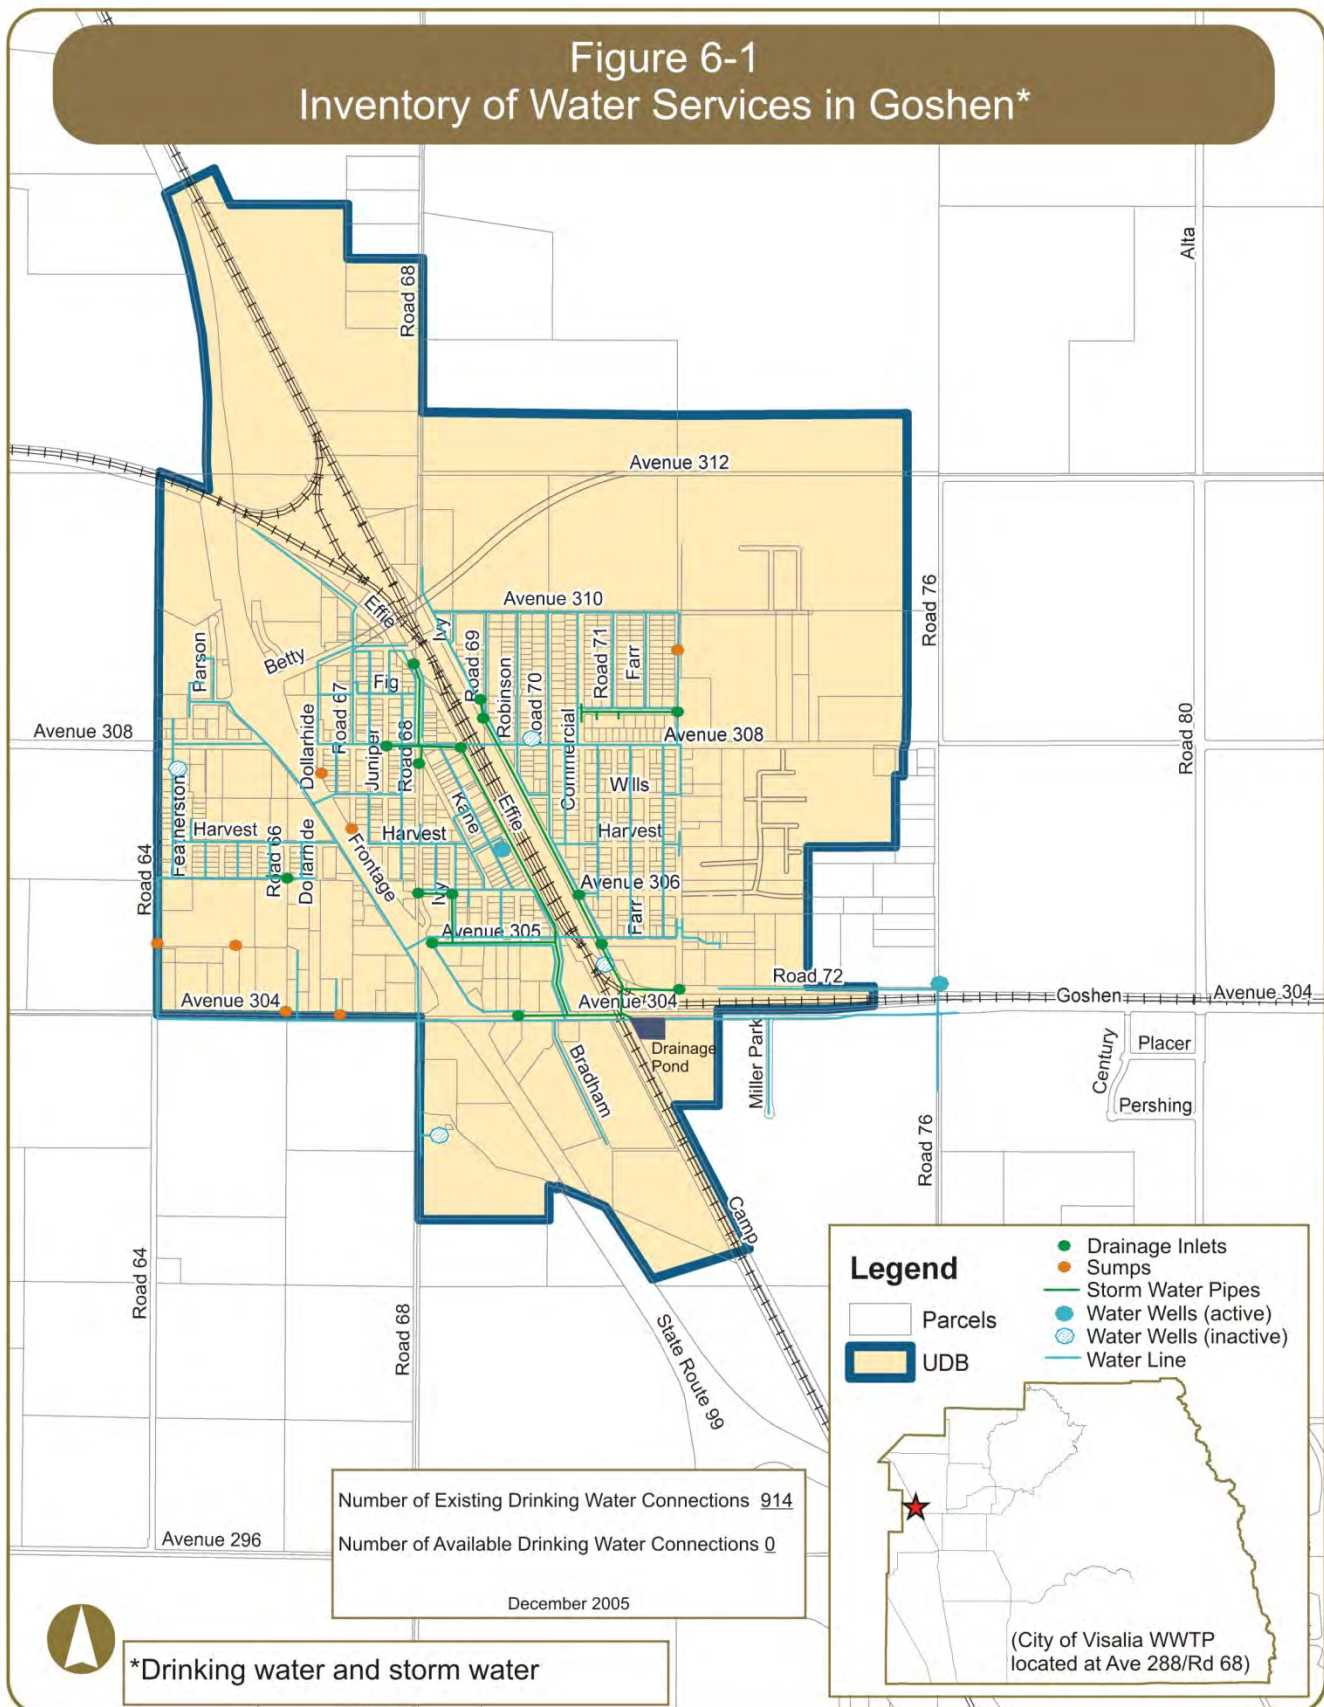 Figure 6-1
Inventory of Water Services in Goshen*
Alta
Road 68
Avenue 312
Avenue 310
Effie
Ivy
Road 69
Robinson
Road 70
Commercial
Road 71
Farr
Road 76
Parson
Betty
Fig
Road 67
Dollarhide
Juniper
Road 68
Avenue 308
Avenue 308
Road 80
Featherston
Kane
Effie
Wills
Harvest
Harvest
Harvest
Road 64
Road 66
Dollarhide
Frontage
Ivy
Avenue 306
Farr
Avenue 305
Road 72
Avenue 304
Avenue 304
Goshen
Avenue 304
Drainage
Pond
Bradham
Miller Park
Century
Placer
Pershing
Road 76
Camp
Road 64
Road 68
State Route 99
Avenue 296
Legend
Parcels
UDB
Drainage Inlets
Sumps
Storm Water Pipes
Water Wells (active)
Water Wells (inactive)
Water Line
(City of Visalia WWTP
located at Ave 288/Rd 68)
Number of Existing Drinking Water Connections 914
Number of Available Drinking Water Connections 0
December 2005
*Drinking water and storm water